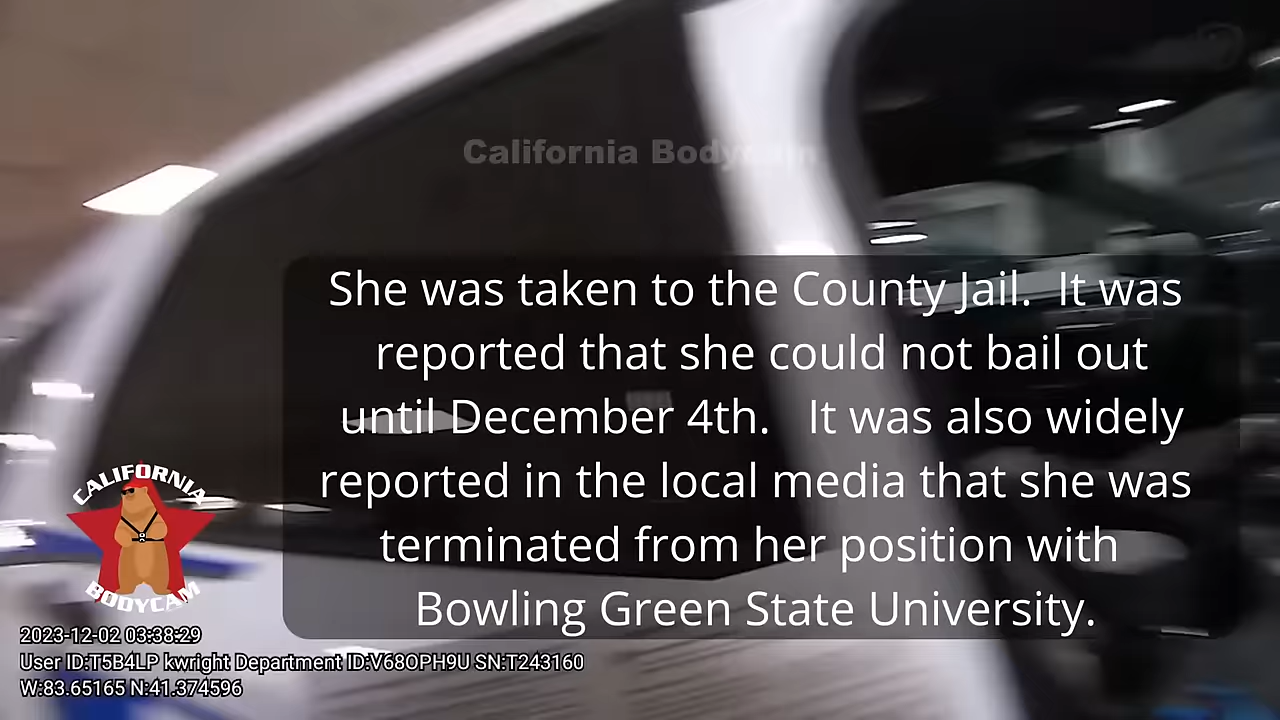 California Bodycam
She was taken to the County Jail.  It was
reported that she could not bail out
until December 4th.   It was also widely
reported in the local media that she was
terminated from her position with
Bowling Green State University.
CALIFORNIA
BODYCAM
2023-12-02 03:38:29
User ID:T5B4LP kwright Department ID:V68OPH9U SN:T243160
W:83.65165 N:41.374596